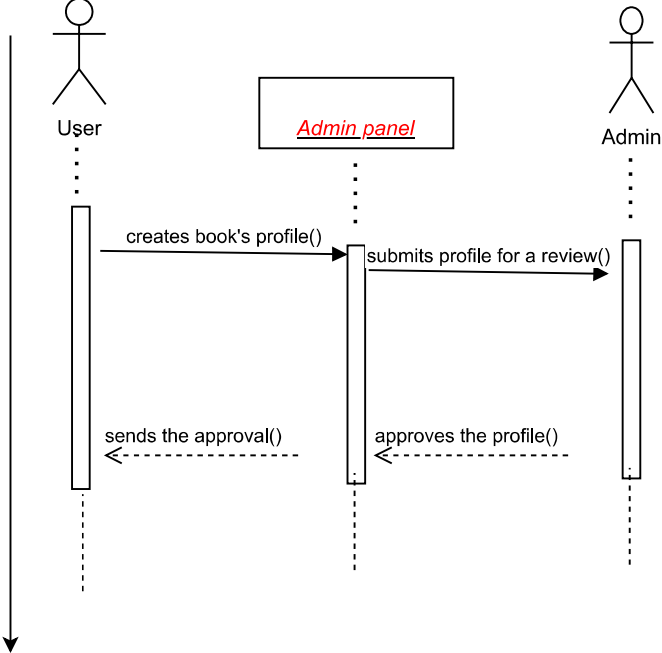 User
Admin panel
Admin
creates book's profile()
submits profile for a review()
sends the approval()
approves the profile()